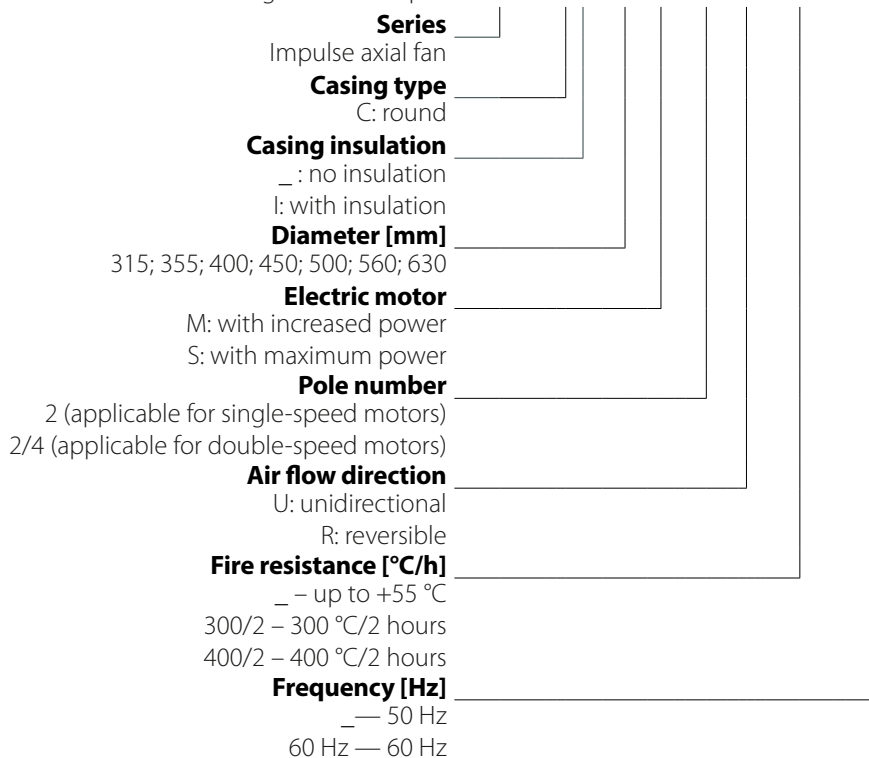 Series
Impulse axial fan
Casing type
C: round
Casing insulation
_ : no insulation
I: with insulation
Diameter [mm]
315; 355; 400; 450; 500; 560; 630
Electric motor
M: with increased power
S: with maximum power
Pole number
2 (applicable for single-speed motors)
2/4 (applicable for double-speed motors)
Air flow direction
U: unidirectional
R: reversible
Fire resistance [°C/h]
_ – up to +55 °C
300/2 – 300 °C/2 hours
400/2 – 400 °C/2 hours
Frequency [Hz]
_— 50 Hz
60 Hz — 60 Hz